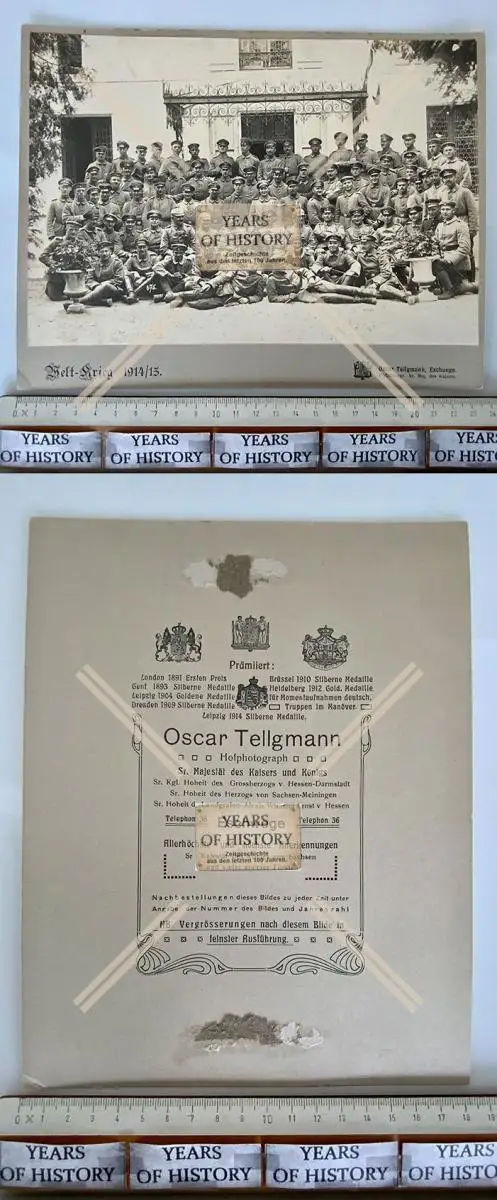 YEARS
OF HISTORY
Zeitgeschichte
aus den letzten 100 Jahren.
Welt-Krieg 1914/15.
Oscar Tellgmann, Eschwege.
YEARS
OF HISTORY
YEARS
OF HISTORY
YEARS
OF HISTORY
YEARS
OF HISTORY
YEARS
OF HISTORY
Prämiiert:
London 1891 Ersten Preis
Gent 1893 Silberne Medaille
Leipzig 1904 Goldene Medaille
Dresden 1909 Silberne Medaille
Brüssel 1910 Silberne Medaille
Heidelberg 1912 Gold. Medaille
für Momentaufnahmen deutsch.
Truppen im Manöver.
Leipzig 1914 Silberne Medaille.
Oscar Tellgmann
Hofphotograph
Sr. Majestät des Kaisers und Königs
Sr. Kgl. Hoheit des Grossherzogs v. Hessen-Darmstadt
Sr. Hoheit des Herzogs von Sachsen-Meiningen
Sr. Hoheit d. Landgrafen v. Hessen
Telephon 36 Eschwege Telephon 36
YEARS
OF HISTORY
Zeitgeschichte
aus den letzten 100 Jahren.
Nachbestellungen dieses Bildes zu jeder Zeit unter
Angabe der Nummer des Bildes und Jahreszahl
NB. Vergrösserungen nach diesem Bilde in
feinster Ausführung.
YEARS
OF HISTORY
YEARS
OF HISTORY
YEARS
OF HISTORY
YEARS
OF HISTORY